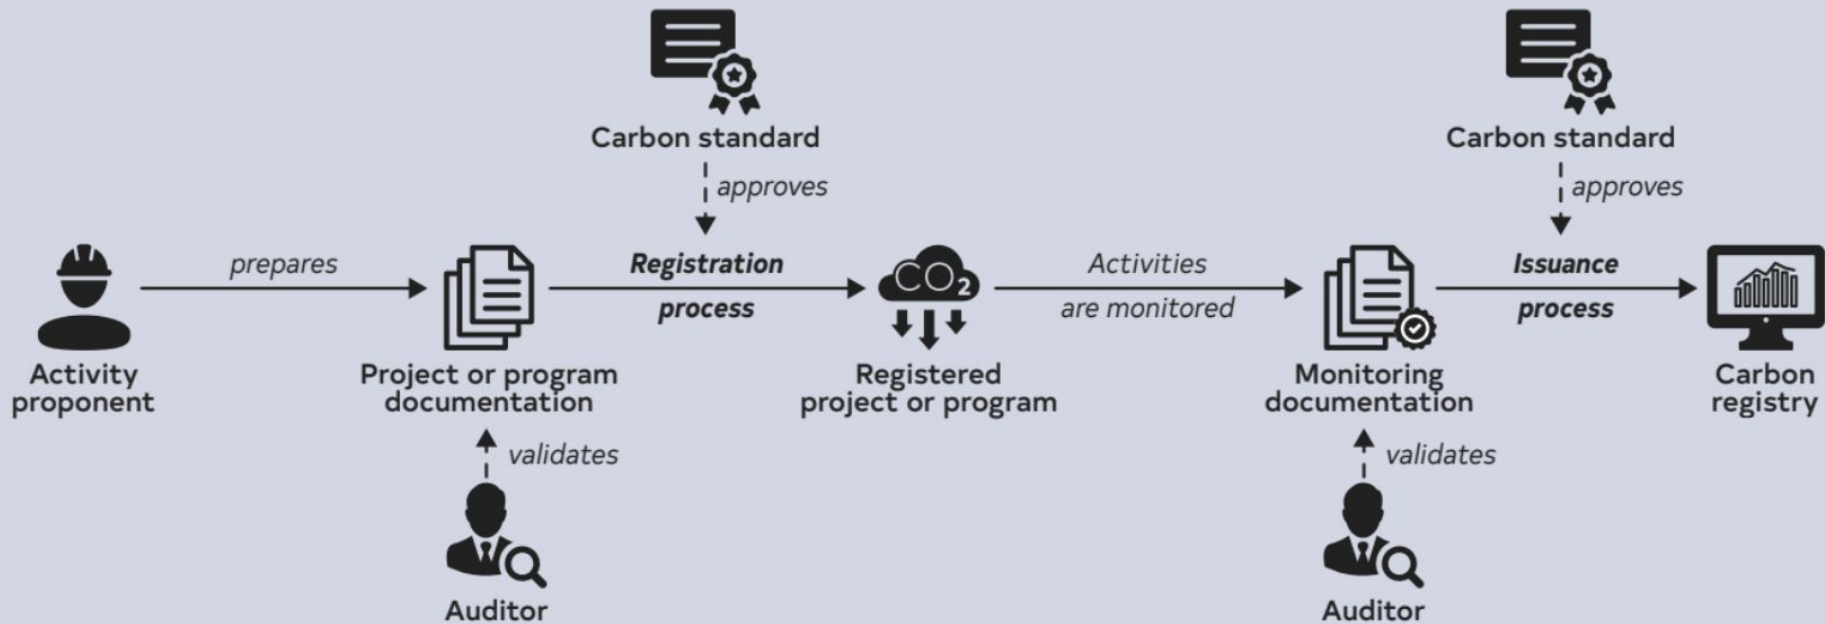 Carbon standard
approves
Carbon standard
approves
prepares
Registration
process
CO2
Activities
are monitored
Issuance
process
Activity
proponent
Project or program
documentation
Registered
project or program
Monitoring
documentation
Carbon
registry
validates
Auditor
validates
Auditor